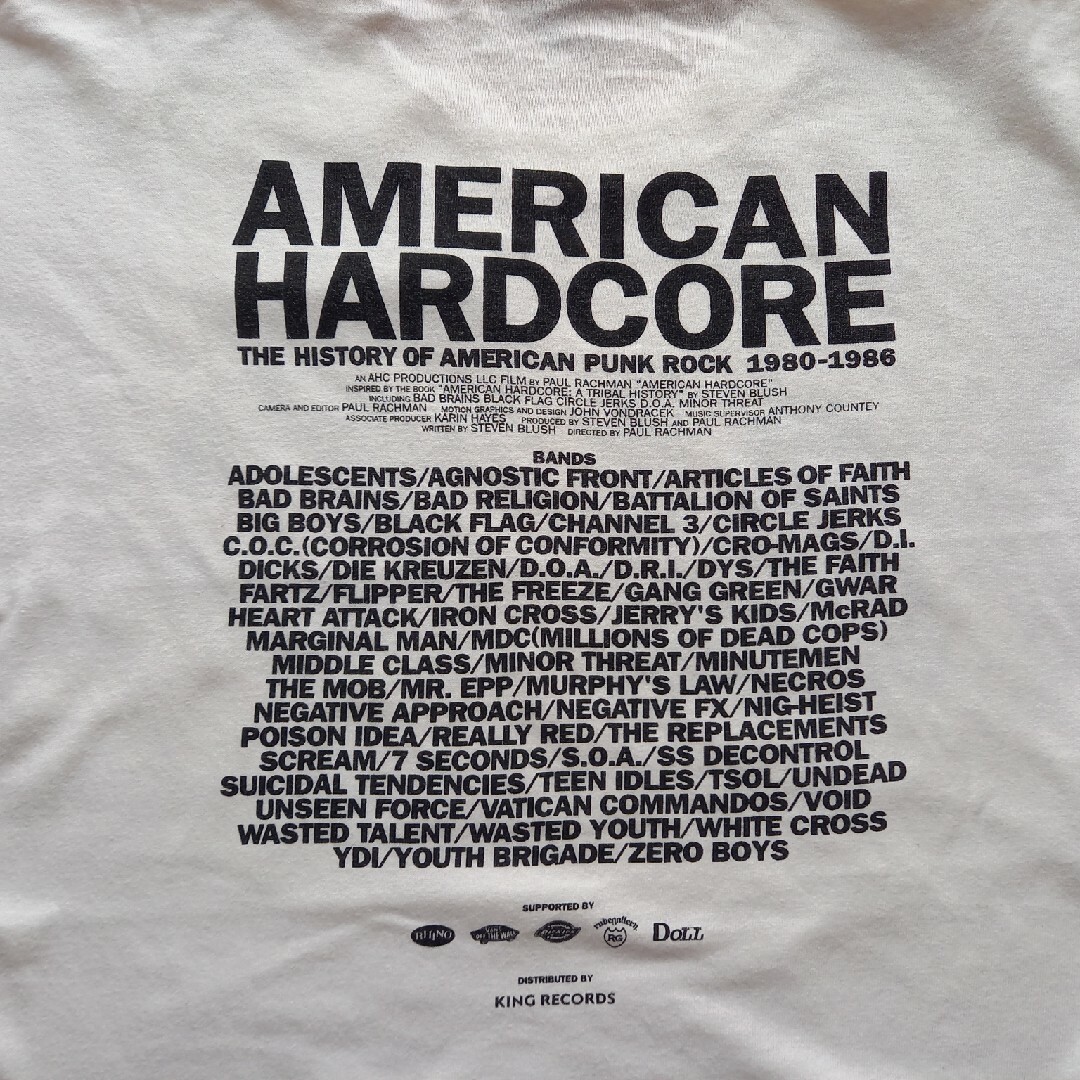 AMERICAN
HARDCORE
THE HISTORY OF AMERICAN PUNK ROCK 1980-1986
AN AHC PRODUCTIONS LLC FILM BY PAUL RACHMAN "AMERICAN HARDCORE"
INSPIRED BY THE BOOK "AMERICAN HARDCORE: A TRIBAL HISTORY" BY STEVEN BLUSH
INCLUDING BAD BRAINS BLACK FLAG CIRCLE JERKS D.O.A. MINOR THREAT
CAMERA AND EDITOR PAUL RACHMAN MOTION GRAPHICS AND DESIGN JOHN VONDRACEK MUSIC SUPERVISOR ANTHONY COUNTEY
ASSOCIATE PRODUCER KARIN HAYES PRODUCED BY STEVEN BLUSH AND PAUL RACHMAN
WRITTEN BY STEVEN BLUSH DIRECTED BY PAUL RACHMAN
BANDS
ADOLESCENTS/AGNOSTIC FRONT/ARTICLES OF FAITH
BAD BRAINS/BAD RELIGION/BATTALION OF SAINTS
BIG BOYS/BLACK FLAG/CHANNEL 3/CIRCLE JERKS
C.O.C.(CORROSION OF CONFORMITY)/CRO-MAGS/D.I.
DICKS/DIE KREUZEN/D.O.A./D.R.I./DYS/THE FAITH
FARTZ/FLIPPER/THE FREEZE/GANG GREEN/GWAR
HEART ATTACK/IRON CROSS/JERRY'S KIDS/McRAD
MARGINAL MAN/MDC(MILLIONS OF DEAD COPS)
MIDDLE CLASS/MINOR THREAT/MINUTEMEN
THE MOB/MR. EPP/MURPHY'S LAW/NECROS
NEGATIVE APPROACH/NEGATIVE FX/NIG-HEIST
POISON IDEA/REALLY RED/THE REPLACEMENTS
SCREAM/7 SECONDS/S.O.A./SS DECONTROL
SUICIDAL TENDENCIES/TEEN IDLES/TSOL/UNDEAD
UNSEEN FORCE/VATICAN COMMANDOS/VOID
WASTED TALENT/WASTED YOUTH/WHITE CROSS
YDI/YOUTH BRIGADE/ZERO BOYS
SUPPORTED BY
RHINO VANS "OFF THE WALL" Dickies rubegallery RG DOLL
DISTRIBUTED BY
KING RECORDS